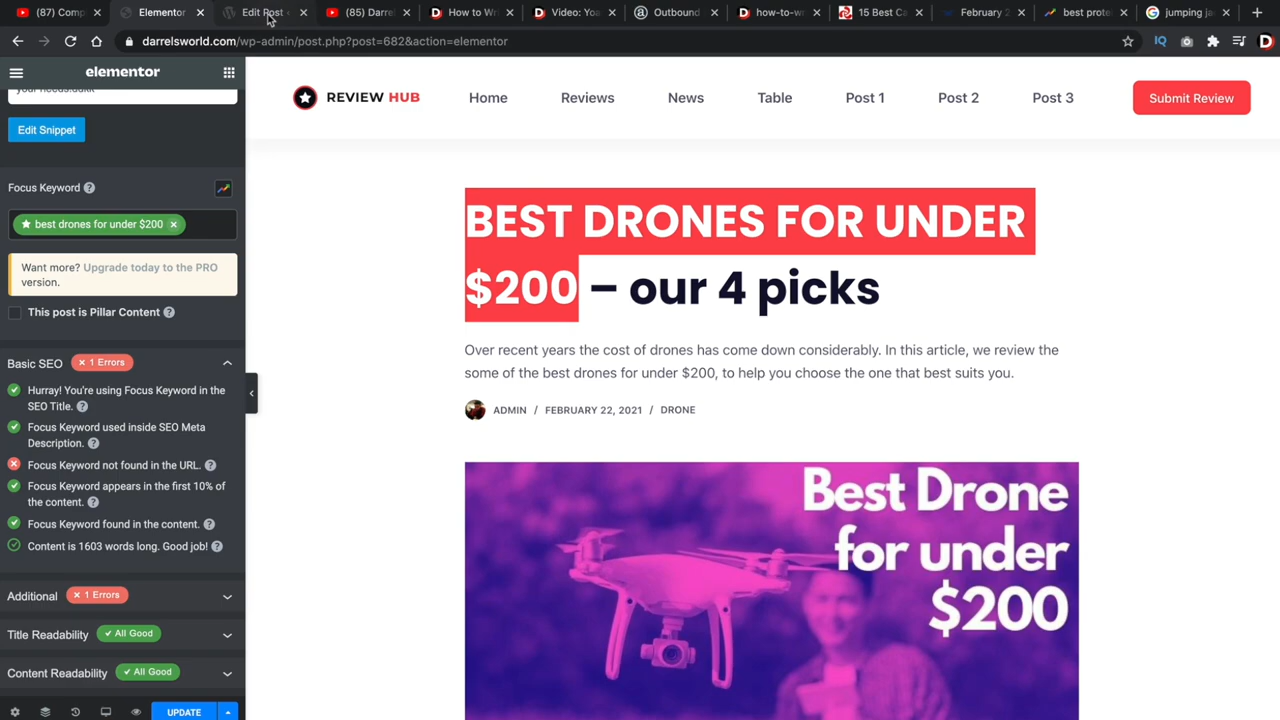 (87) Comp
Elementor
Edit Post
(85) Darrel
How to Wri
Video: You
Outbound
how-to-wr
15 Best Ca
February 2
best prote
jumping ja
darrelsworld.com/wp-admin/post.php?post=682&action=elementor
IQ
D
elementor
Edit Snippet
Focus Keyword ?
best drones for under $200 ×
Want more? Upgrade today to the PRO
version.
This post is Pillar Content ?
Basic SEO × 1 Errors
Hurray! You're using Focus Keyword in the
SEO Title. ?
Focus Keyword used inside SEO Meta
Description. ?
Focus Keyword not found in the URL. ?
Focus Keyword appears in the first 10% of
the content. ?
Focus Keyword found in the content. ?
Content is 1603 words long. Good job! ?
Additional × 1 Errors
Title Readability All Good
Content Readability All Good
UPDATE
REVIEW HUB
Home
Reviews
News
Table
Post 1
Post 2
Post 3
Submit Review
BEST DRONES FOR UNDER
$200 – our 4 picks
Over recent years the cost of drones has come down considerably. In this article, we review the
some of the best drones for under $200, to help you choose the one that best suits you.
ADMIN / FEBRUARY 22, 2021 / DRONE
Best Drone
for under
$200